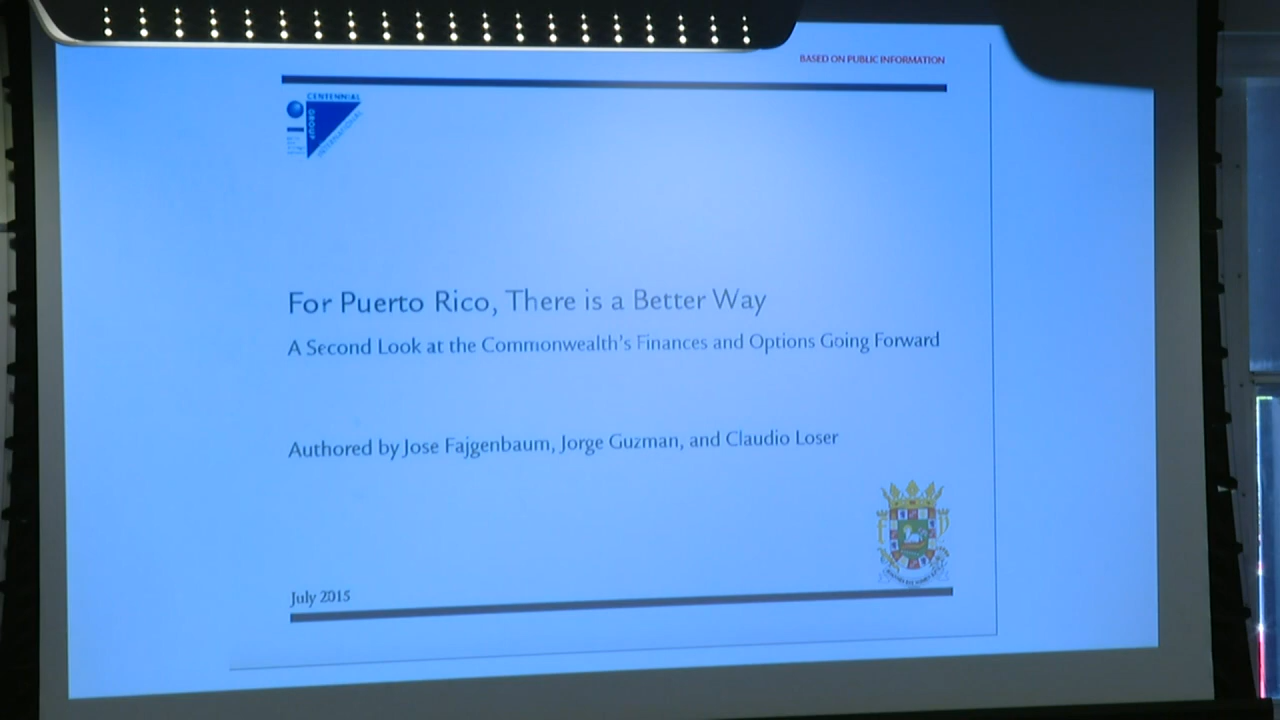 BASED ON PUBLIC INFORMATION
CENTENNIAL
GROUP
INTERNATIONAL
For Puerto Rico, There is a Better Way
A Second Look at the Commonwealth's Finances and Options Going Forward
Authored by Jose Fajgenbaum, Jorge Guzman, and Claudio Loser
July 2015